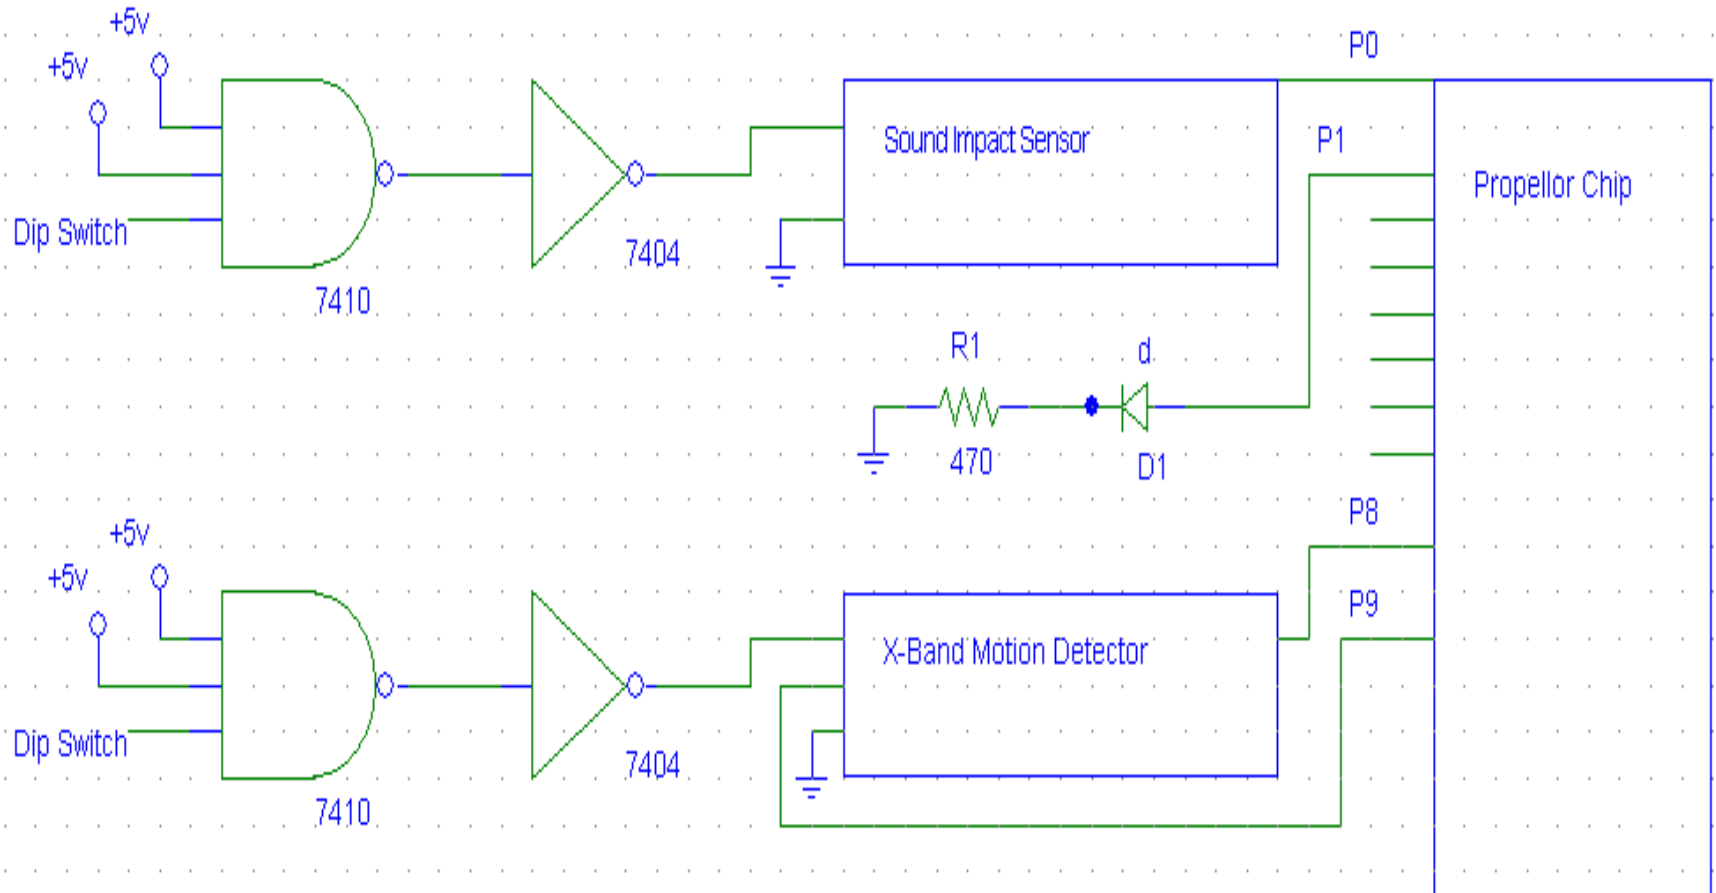 +5v
+5v
P0
Sound Impact Sensor
P1
Propellor Chip
Dip Switch
7404
7410
R1
d
470
D1
P8
+5v
+5v
P9
X-Band Motion Detector
Dip Switch
7404
7410